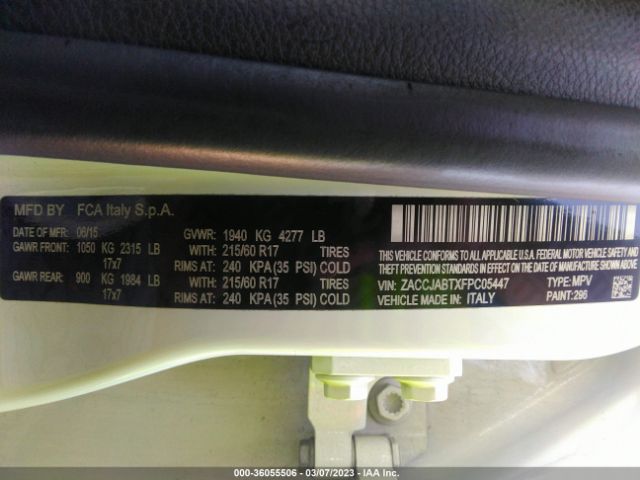 MFD BY FCA Italy S.p.A.
DATE OF MFR: 06/15 GVWR: 1940 KG 4277 LB
GAWR FRONT: 1050 KG 2315 LB WITH: 215/60 R17 TIRES
17x7 RIMS AT: 240 KPA(35 PSI) COLD
GAWR REAR: 900 KG 1984 LB WITH: 215/60 R17 TIRES
17x7 RIMS AT: 240 KPA(35 PSI) COLD
THIS VEHICLE CONFORMS TO ALL APPLICABLE U.S.A. FEDERAL MOTOR VEHICLE
SAFETY, BUMPER, AND THEFT PREVENTION STANDARDS IN EFFECT ON THE DATE OF MANUFACTURE SHOWN ABOVE.
VIN: ZACCJABTXFPC05447 TYPE: MPV
VEHICLE MADE IN: ITALY PAINT: 296
000-36055506 - 03/07/2023 - IAA Inc.